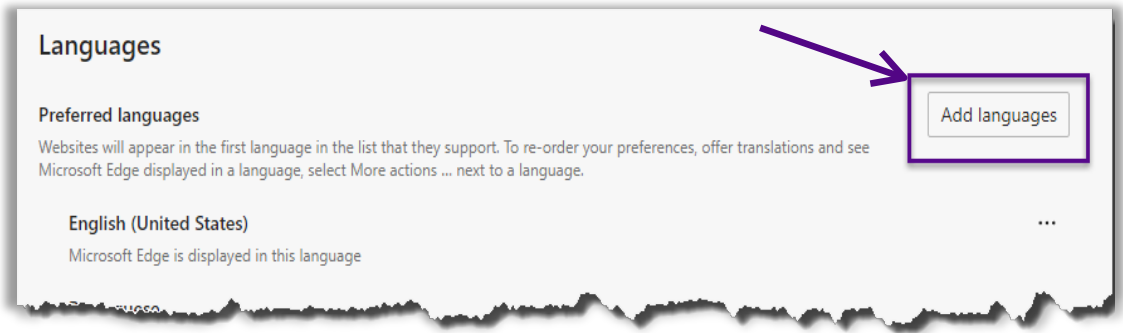 Languages
Preferred languages
Add languages
Websites will appear in the first language in the list that they support. To re-order your preferences, offer translations and see
Microsoft Edge displayed in a language, select More actions ... next to a language.
English (United States)
...
Microsoft Edge is displayed in this language